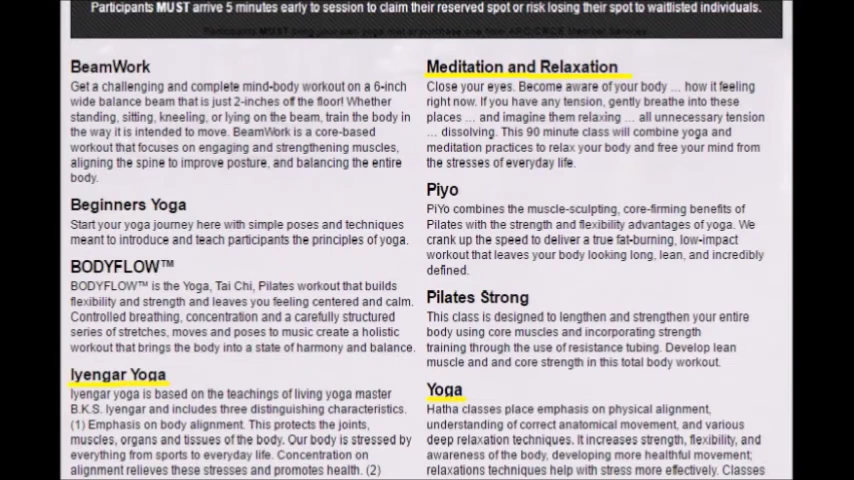 Participants MUST arrive 5 minutes early to session to claim their reserved spot or risk losing their spot to waitlisted individuals.
Participants MUST bring your own yoga mat or purchase one from ARC/CRCE Member Services
BeamWork
Get a challenging and complete mind-body workout on a 6-inch
wide balance beam that is just 2-inches off the floor! Whether
standing, sitting, kneeling, or lying on the beam, train the body in
the way it is intended to move. BeamWork is a core-based
workout that focuses on engaging and strengthening muscles,
aligning the spine to improve posture, and balancing the entire
body.
Beginners Yoga
Start your yoga journey here with simple poses and techniques
meant to introduce and teach participants the principles of yoga.
BODYFLOW™
BODYFLOW™ is the Yoga, Tai Chi, Pilates workout that builds
flexibility and strength and leaves you feeling centered and calm.
Controlled breathing, concentration and a carefully structured
series of stretches, moves and poses to music create a holistic
workout that brings the body into a state of harmony and balance.
Iyengar Yoga
Iyengar yoga is based on the teachings of living yoga master
B.K.S. Iyengar and includes three distinguishing characteristics.
(1) Emphasis on body alignment. This protects the joints,
muscles, organs and tissues of the body. Our body is stressed by
everything from sports to everyday life. Concentration on
alignment relieves these stresses and promotes health. (2)
Meditation and Relaxation
Close your eyes. Become aware of your body ... how it feeling
right now. If you have any tension, gently breathe into these
places ... and imagine them relaxing ... all unnecessary tension
... dissolving. This 90 minute class will combine yoga and
meditation practices to relax your body and free your mind from
the stresses of everyday life.
Piyo
PiYo combines the muscle-sculpting, core-firming benefits of
Pilates with the strength and flexibility advantages of yoga. We
crank up the speed to deliver a true fat-burning, low-impact
workout that leaves your body looking long, lean, and incredibly
defined.
Pilates Strong
This class is designed to lengthen and strengthen your entire
body using core muscles and incorporating strength
training through the use of resistance tubing. Develop lean
muscle and and core strength in this total body workout.
Yoga
Hatha classes place emphasis on physical alignment,
understanding of correct anatomical movement, and various
deep relaxation techniques. It increases strength, flexibility, and
awareness of the body, developing more healthful movement;
relaxations techniques help with stress more effectively. Classes